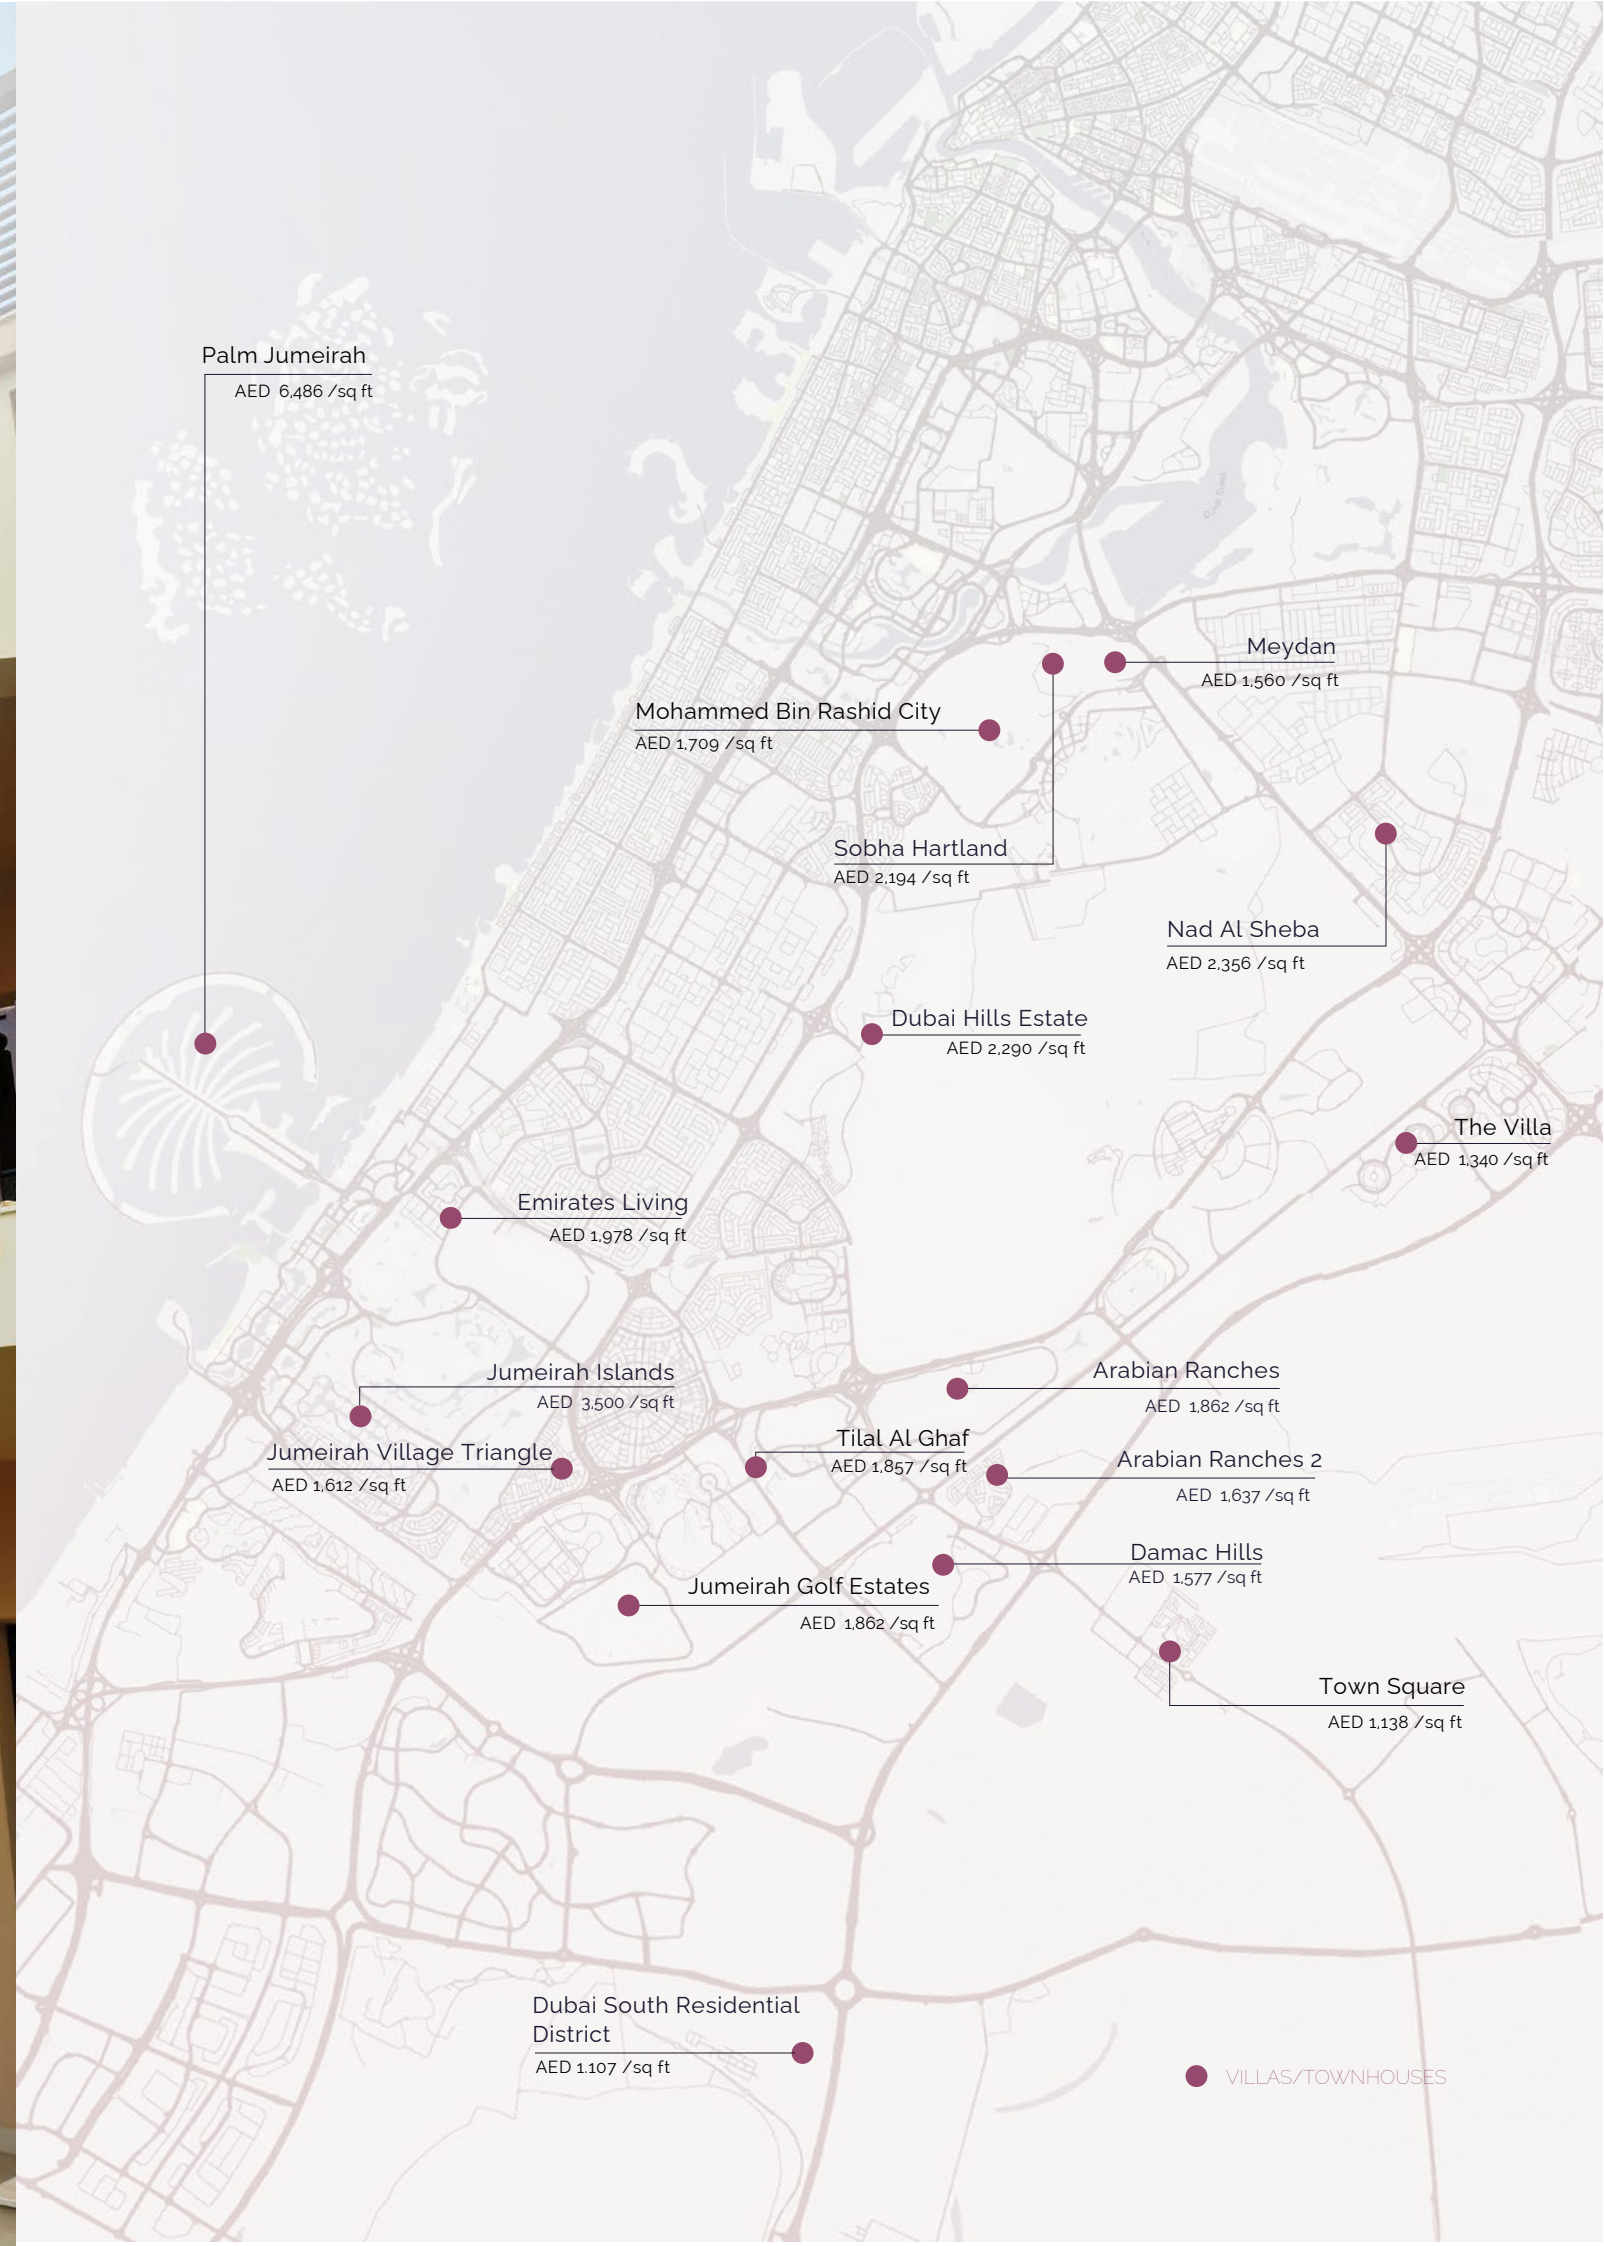 Palm Jumeirah
AED 6,486 /sq ft
Meydan
AED 1,560 /sq ft
Mohammed Bin Rashid City
AED 1,709 /sq ft
Sobha Hartland
AED 2,194 /sq ft
Nad Al Sheba
AED 2,356 /sq ft
Dubai Hills Estate
AED 2,290 /sq ft
The Villa
AED 1,340 /sq ft
Emirates Living
AED 1,978 /sq ft
Jumeirah Islands
AED 3,500 /sq ft
Arabian Ranches
AED 1,862 /sq ft
Tilal Al Ghaf
AED 1,857 /sq ft
Jumeirah Village Triangle
AED 1,612 /sq ft
Arabian Ranches 2
AED 1,637 /sq ft
Damac Hills
AED 1,577 /sq ft
Jumeirah Golf Estates
AED 1,862 /sq ft
Town Square
AED 1,138 /sq ft
Dubai South Residential
District
AED 1.107 /sq ft
VILLAS/TOWNHOUSES